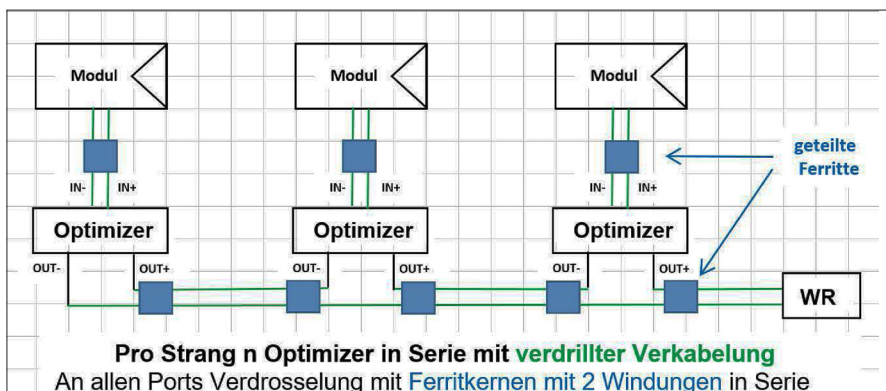 Modul Modul Modul
geteilte
Ferritte
IN- IN+ IN- IN+ IN- IN+
Optimizer Optimizer Optimizer
OUT- OUT+ OUT- OUT+ OUT- OUT+
WR
Pro Strang n Optimizer in Serie mit verdrillter Verkabelung
An allen Ports Verdrosselung mit Ferritkernen mit 2 Windungen in Serie